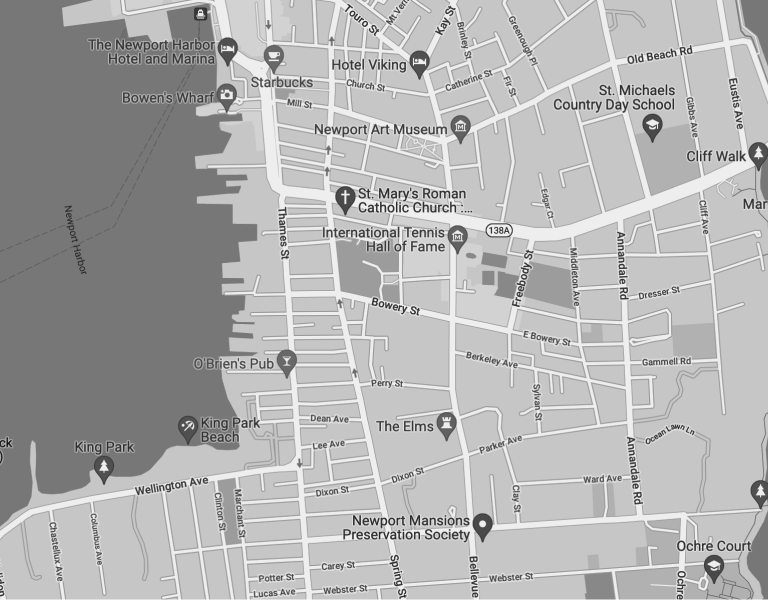 Touro St
Mt Vern
Kay St
Brinley St
Greenough Pl
The Newport Harbor
Hotel and Marina
Starbucks
Hotel Viking
Church St
Catherine St
Fir St
Old Beach Rd
Eustis Ave
Bowen's Wharf
Mill St
St. Michaels
Country Day School
Gibbs Ave
Newport Art Museum
Cliff Walk
St. Mary's Roman
Catholic Church :...
Edgar Ct
Cliff Ave
Mar
Newport Harbor
Thames St
International Tennis
Hall of Fame
138A
Freebody St
Middleton Ave
Annandale Rd
Dresser St
Bowery St
E Bowery St
O'Brien's Pub
Berkeley Ave
Gammell Rd
Perry St
Sylvan St
King Park
Beach
Dean Ave
The Elms
Ocean Lawn Ln
ck
)
King Park
Lee Ave
Parker Ave
Annandale Rd
Wellington Ave
Dixon St
Dixon St
Ward Ave
Clinton St
Marchant St
Clay St
Chastellux Ave
Columbus Ave
Newport Mansions
Preservation Society
Ochre Court
Spring St
Bellevue
Carey St
Potter St
Webster St
Webster St
Lucas Ave
Ochre